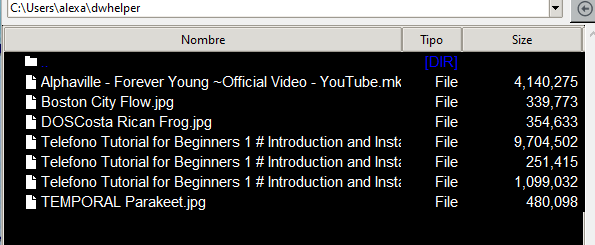 C:\Users\alexa\dwhelper
Nombre Tipo Size
.. [DIR]
Alphaville - Forever Young ~Official Video - YouTube.mk File 4,140,275
Boston City Flow.jpg File 339,773
DOSCosta Rican Frog.jpg File 354,633
Telefono Tutorial for Beginners 1 # Introduction and Insta File 9,704,502
Telefono Tutorial for Beginners 1 # Introduction and Insta File 251,415
Telefono Tutorial for Beginners 1 # Introduction and Insta File 1,099,032
TEMPORAL Parakeet.jpg File 480,098